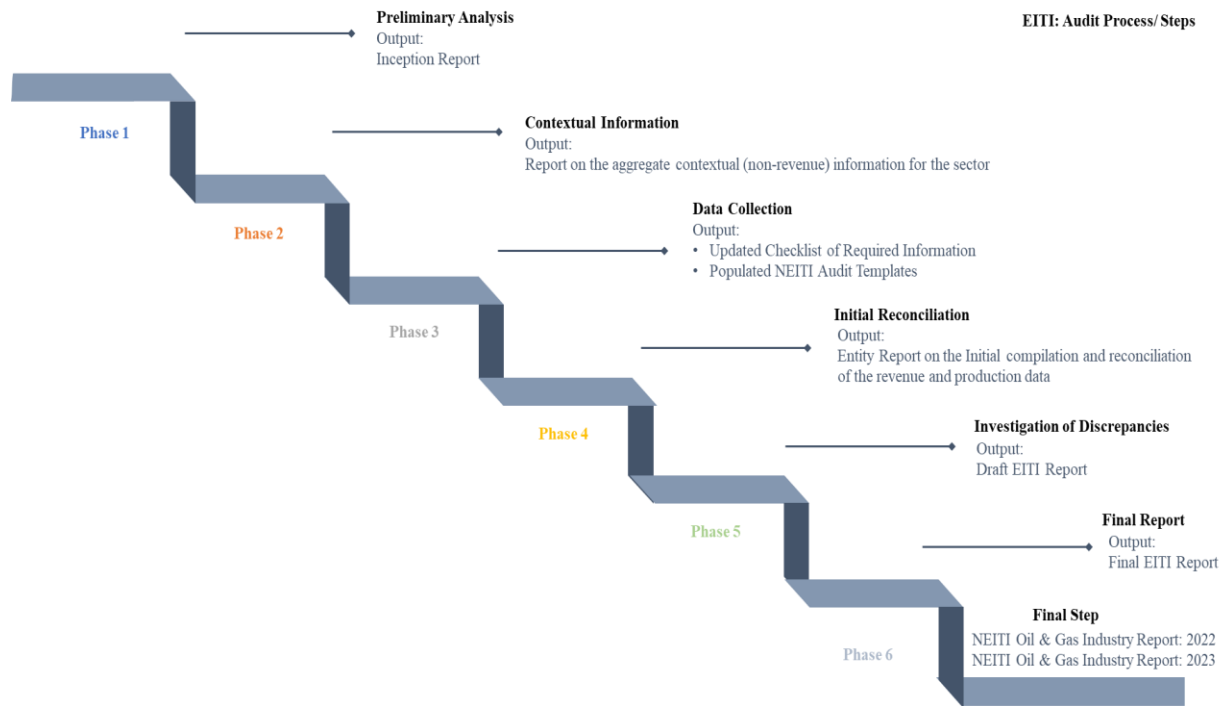 EITI: Audit Process/ Steps
Preliminary Analysis
Output:
Inception Report
Phase 1
Contextual Information
Output:
Report on the aggregate contextual (non-revenue) information for the sector
Phase 2
Data Collection
Output:
• Updated Checklist of Required Information
• Populated NEITI Audit Templates
Phase 3
Initial Reconciliation
Output:
Entity Report on the Initial compilation and reconciliation
of the revenue and production data
Phase 4
Investigation of Discrepancies
Output:
Draft EITI Report
Phase 5
Final Report
Output:
Final EITI Report
Phase 6
Final Step
NEITI Oil & Gas Industry Report: 2022
NEITI Oil & Gas Industry Report: 2023